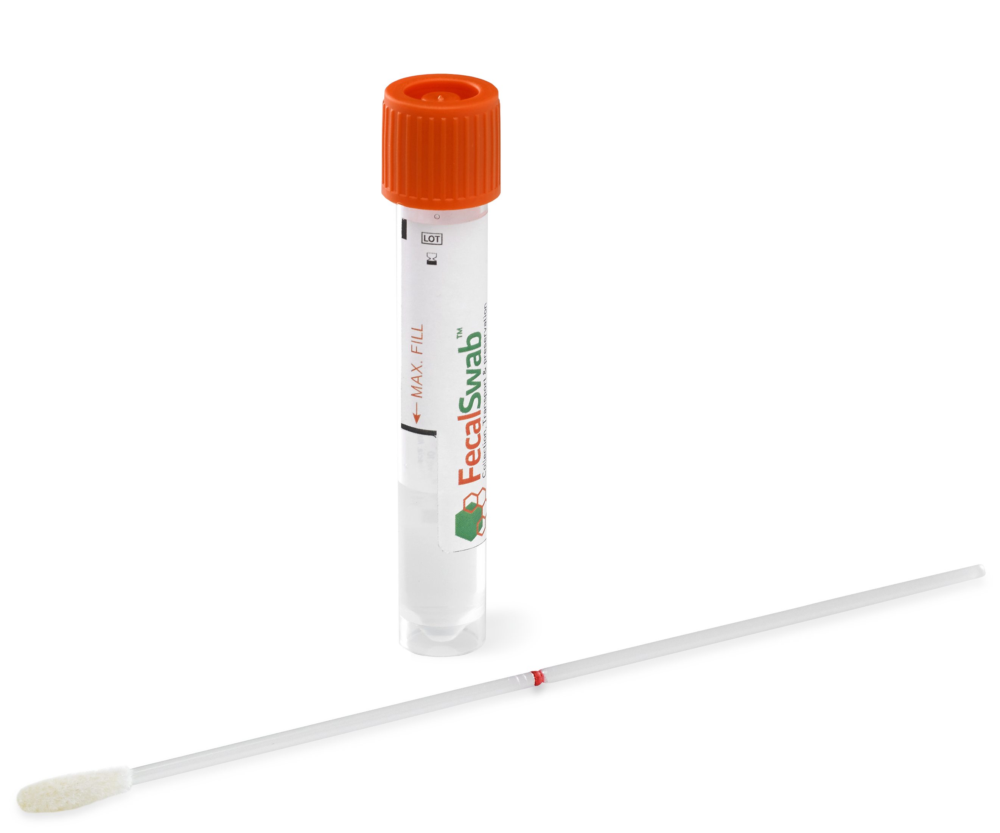 LOT
MAX. FILL
FecalSwab™
Collection, Transport & preservation